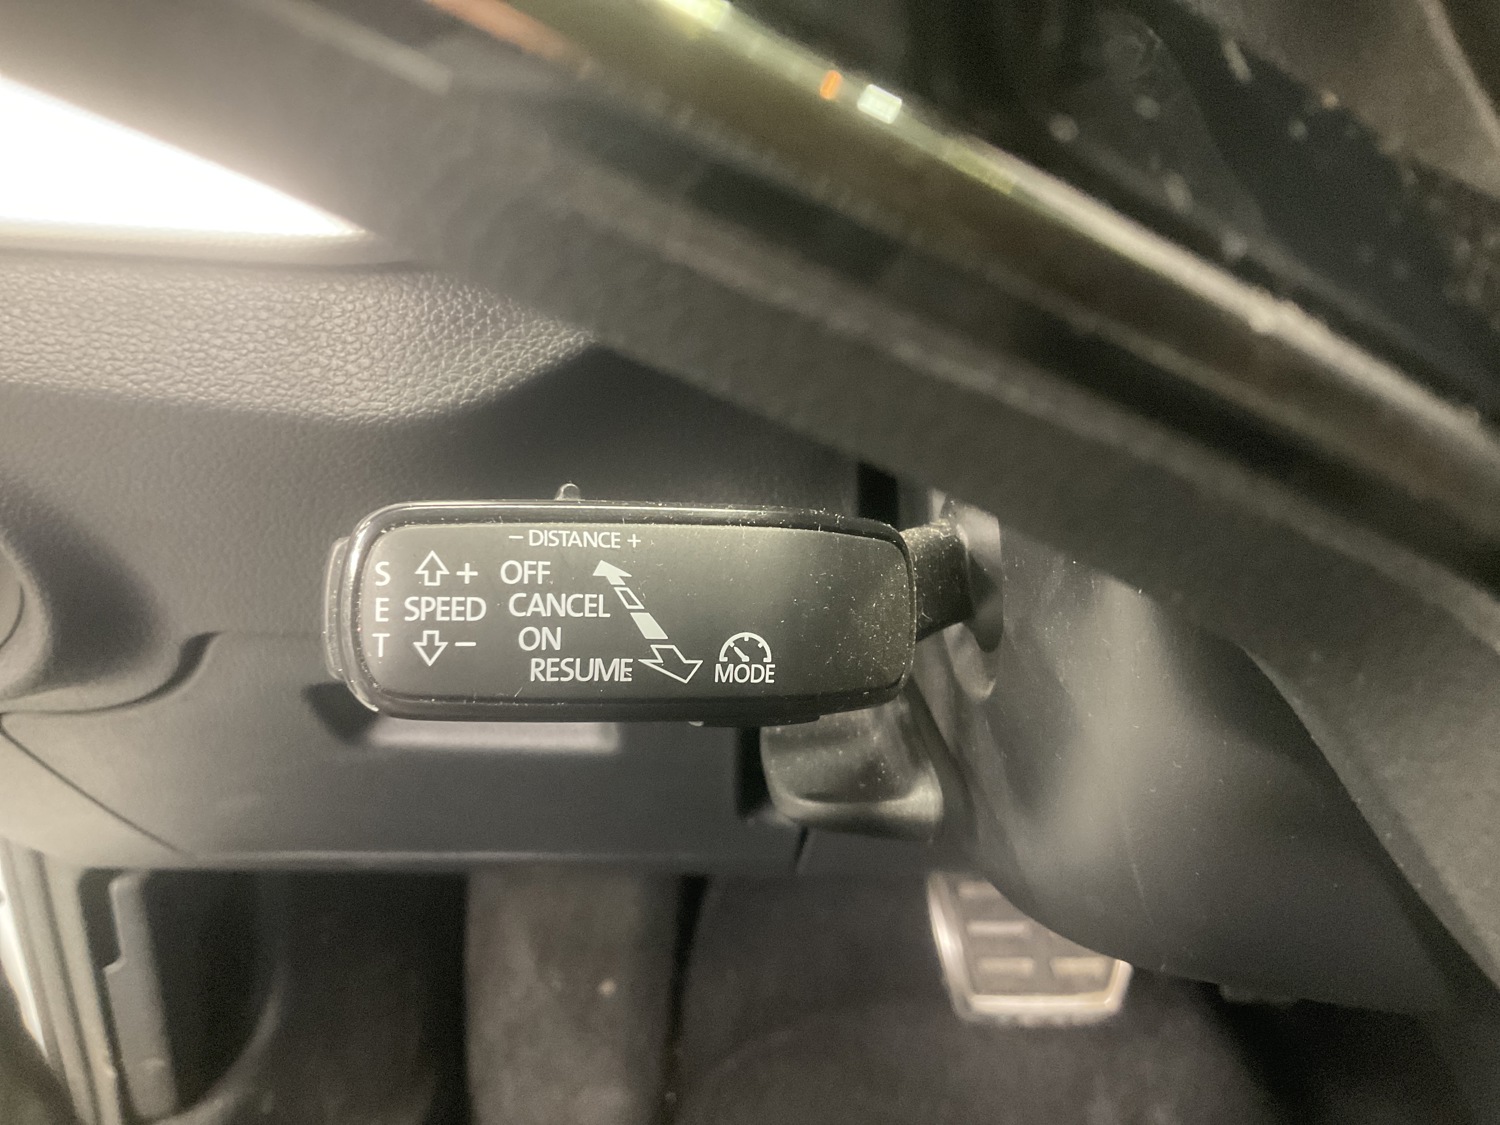 − DISTANCE +
S + OFF
E SPEED CANCEL
T − ON
RESUME MODE